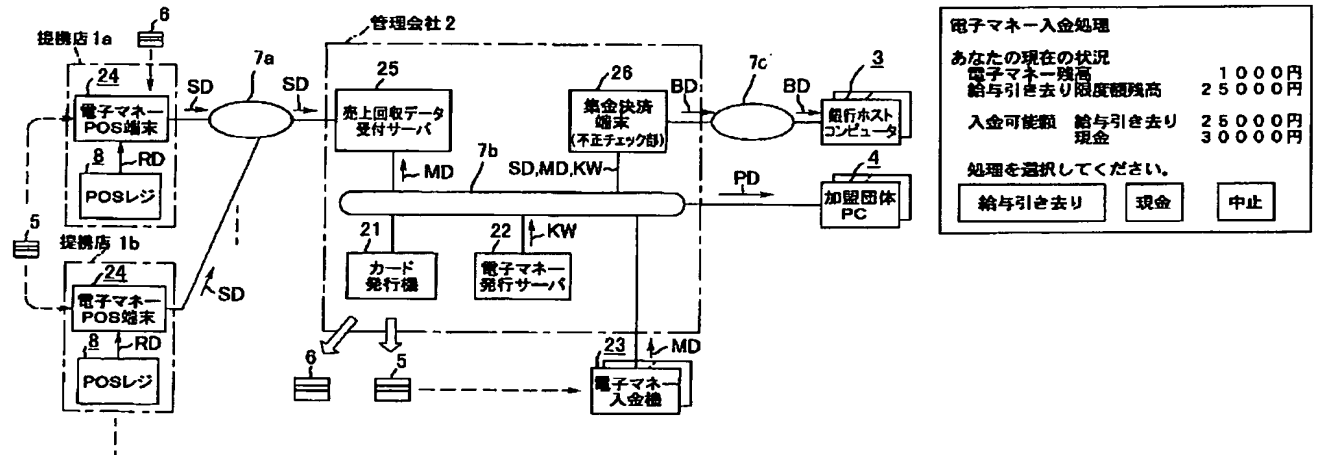 提携店 1a
6
24
電子マネー
POS端末
8
RD
POSレジ
5
提携店 1b
24
電子マネー
POS端末
8
RD
POSレジ
SD
7a
SD
SD
管理会社 2
25
売上回収データ
受付サーバ
MD
26
集金決済
端末
(不正チェック部)
SD,MD,KW
7b
21
カード
発行機
22
KW
電子マネー
発行サーバ
BD
7c
BD
3
銀行ホスト
コンピュータ
PD
4
加盟団体
PC
6
5
23
MD
電子マネー
入金機
電子マネー入金処理
あなたの現在の状況
電子マネー残高 1000円
給与引き去り限度額残高 25000円
入金可能額 給与引き去り 25000円
現金 30000円
処理を選択してください。
給与引き去り
現金
中止